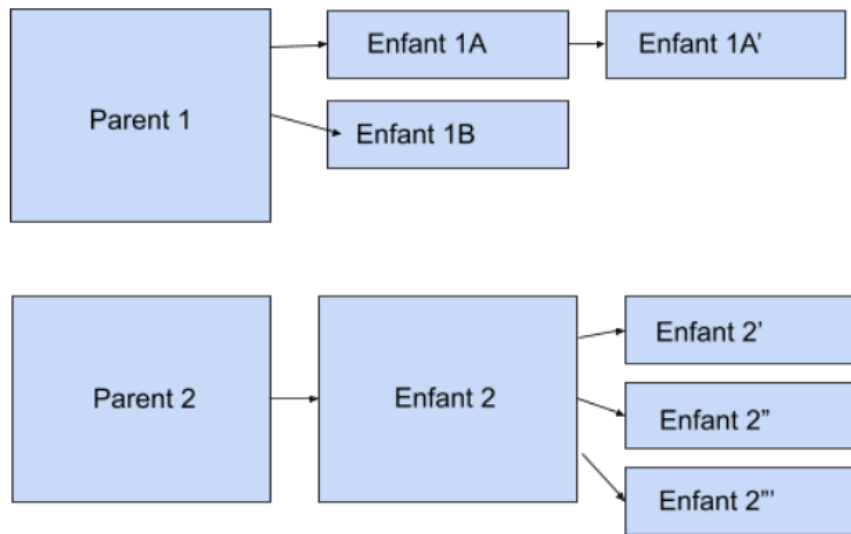 Parent 1
Enfant 1A
Enfant 1A’
Enfant 1B
Parent 2
Enfant 2
Enfant 2’
Enfant 2”
Enfant 2”’